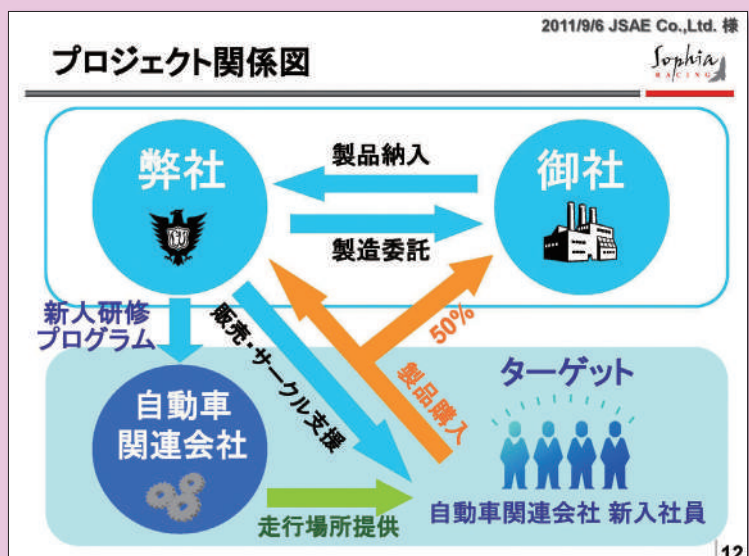 2011/9/6 JSAE Co.,Ltd. 様
プロジェクト関係図
Sophia
RACING
弊社
製品納入
製造委託
御社
新人研修
プログラム
販売・サークル支援
50%
製品購入
ターゲット
自動車
関連会社
走行場所提供
自動車関連会社 新入社員
12